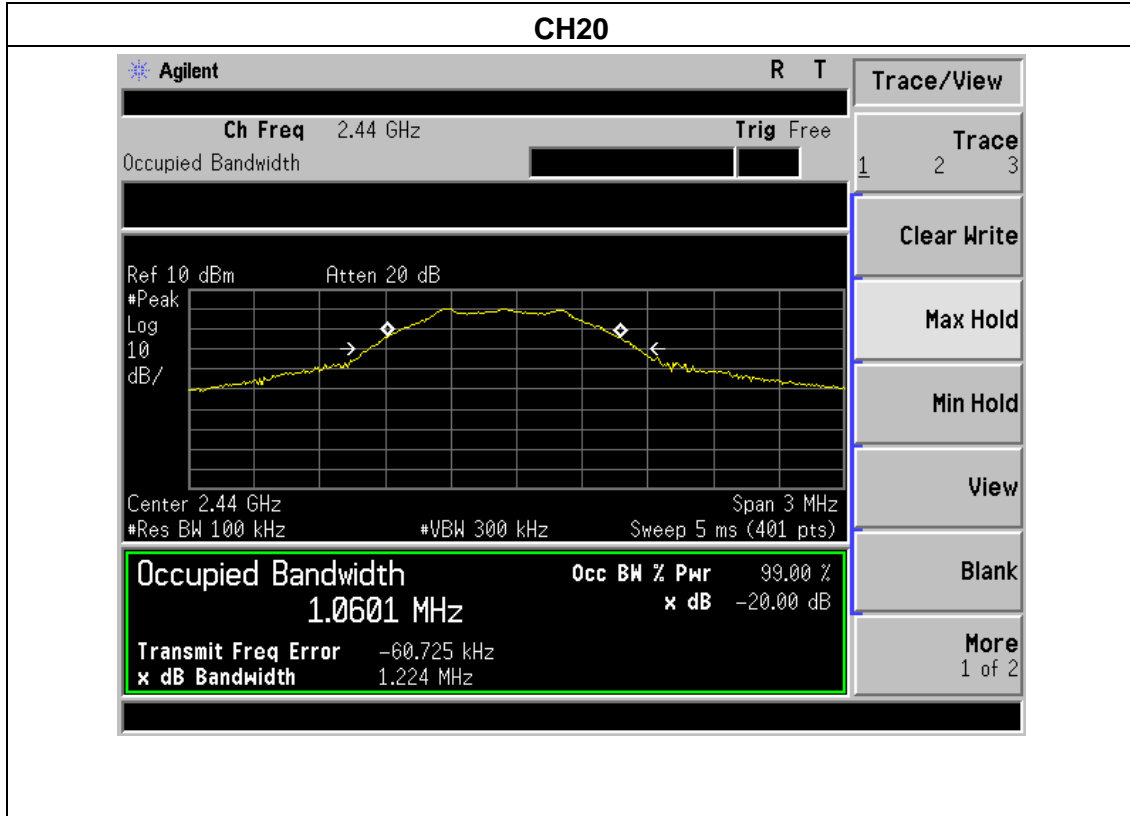 CH20
Agilent R T
Ch Freq 2.44 GHz Trig Free
Occupied Bandwidth
Ref 10 dBm Atten 20 dB
#Peak
Log
10
dB/
Center 2.44 GHz Span 3 MHz
#Res BW 100 kHz #VBW 300 kHz Sweep 5 ms (401 pts)
Occupied Bandwidth Occ BW % Pwr 99.00 %
1.0601 MHz x dB -20.00 dB
Transmit Freq Error -60.725 kHz
x dB Bandwidth 1.224 MHz
Trace/View
Trace
1 2 3
Clear Write
Max Hold
Min Hold
View
Blank
More
1 of 2